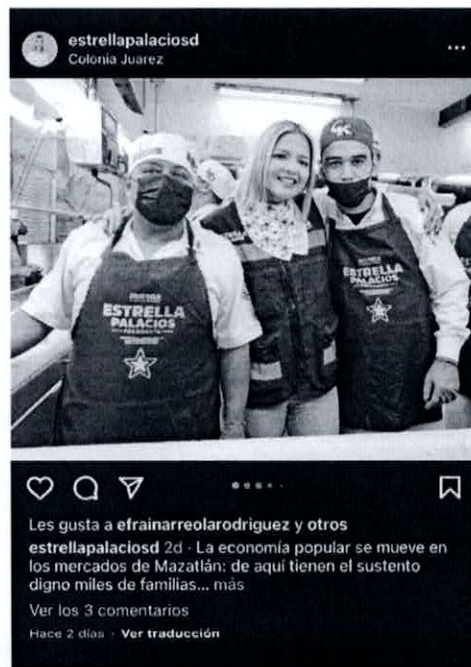 estrellapalaciosd
Colonia Juarez
ESTRELLA
PALACIOS
ESTRELLA
PALACIOS
Les gusta a efrainarreolarodriguez y otros
estrellapalaciosd 2d · La economía popular se mueve en
los mercados de Mazatlán: de aquí tienen el sustento
digno miles de familias... más
Ver los 3 comentarios
Hace 2 días · Ver traducción